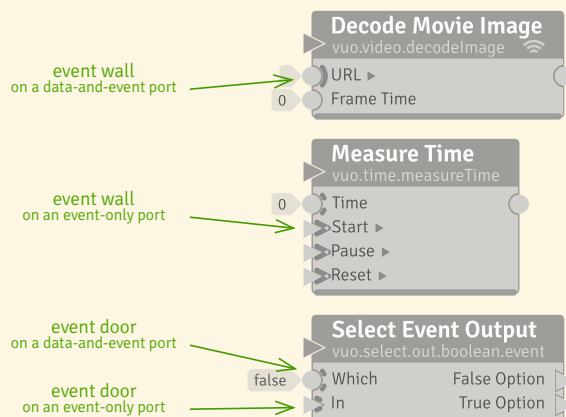 Decode Movie Image
vuo.video.decodeImage
event wall
on a data-and-event port
URL
0
Frame Time
Measure Time
vuo.time.measureTime
event wall
on an event-only port
0
Time
Start
Pause
Reset
event door
on a data-and-event port
Select Event Output
vuo.select.out.boolean.event
false
Which
False Option
event door
on an event-only port
In
True Option